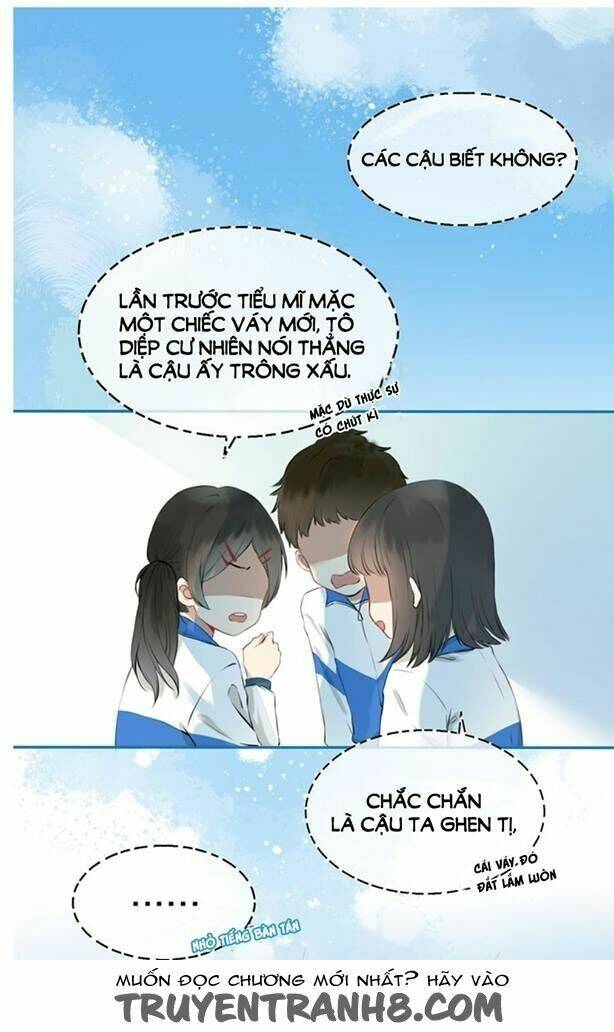 CÁC CẬU BIẾT KHÔNG?
LẦN TRƯỚC TIỂU MĨ MẶC
MỘT CHIẾC VÁY MỚI, TÔ
DIỆP CƯ NHIÊN NÓI THẲNG
LÀ CẬU ẤY TRÔNG XẤU.
MẶC DÙ THỰC SỰ
CÓ CHÚT KÌ
CHẮC CHẮN
LÀ CẬU TA GHEN TỊ,
CÁI VÁY ĐÓ
ĐẮT LẮM LUÔN
......
NHỎ TIẾNG BÀN TÁN
MUỐN ĐỌC CHƯƠNG MỚI NHẤT? HÃY VÀO
TRUYENTRANH8.COM